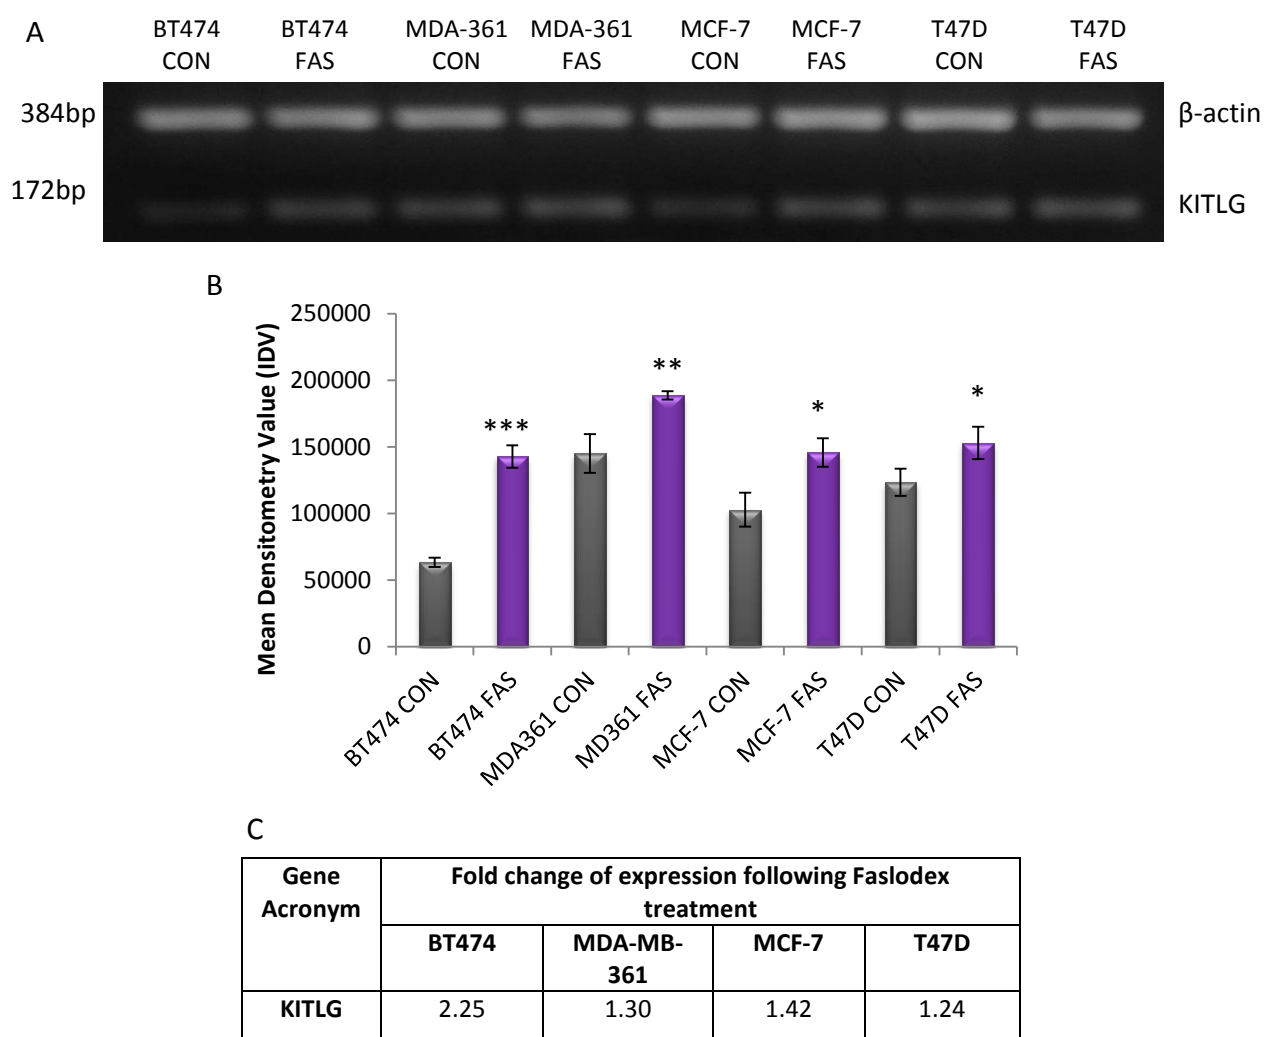 A
BT474 BT474 MDA-361 MDA-361 MCF-7 MCF-7 T47D T47D
CON FAS CON FAS CON FAS CON FAS
384bp β-actin
172bp KITLG
B
Mean Densitometry Value (IDV)
250000
200000
150000
100000
50000
0
*** ** * *
BT474 CON
BT474 FAS
MDA361 CON
MD361 FAS
MCF-7 CON
MCF-7 FAS
T47D CON
T47D FAS
C
Gene Acronym
Fold change of expression following Faslodex
treatment
BT474 MDA-MB-361 MCF-7 T47D
KITLG 2.25 1.30 1.42 1.24